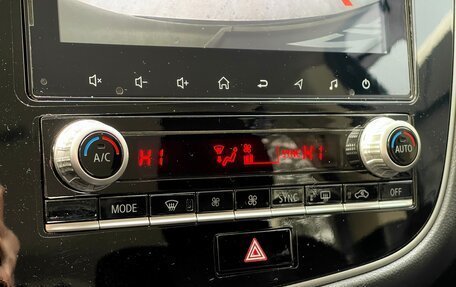 HI HI
A/C AUTO
MODE SYNC OFF